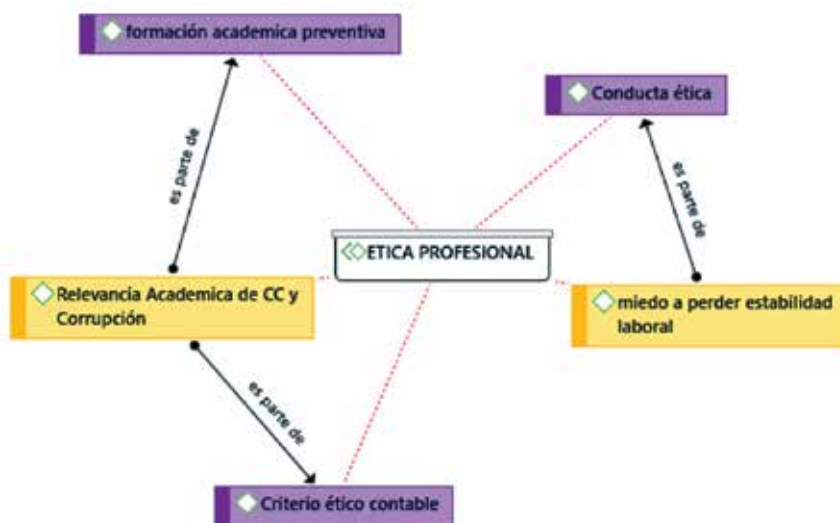 formación academica preventiva
Conducta ética
es parte de
es parte de
ETICA PROFESIONAL
Relevancia Academica de CC y
Corrupción
miedo a perder estabilidad
laboral
es parte de
Criterio ético contable